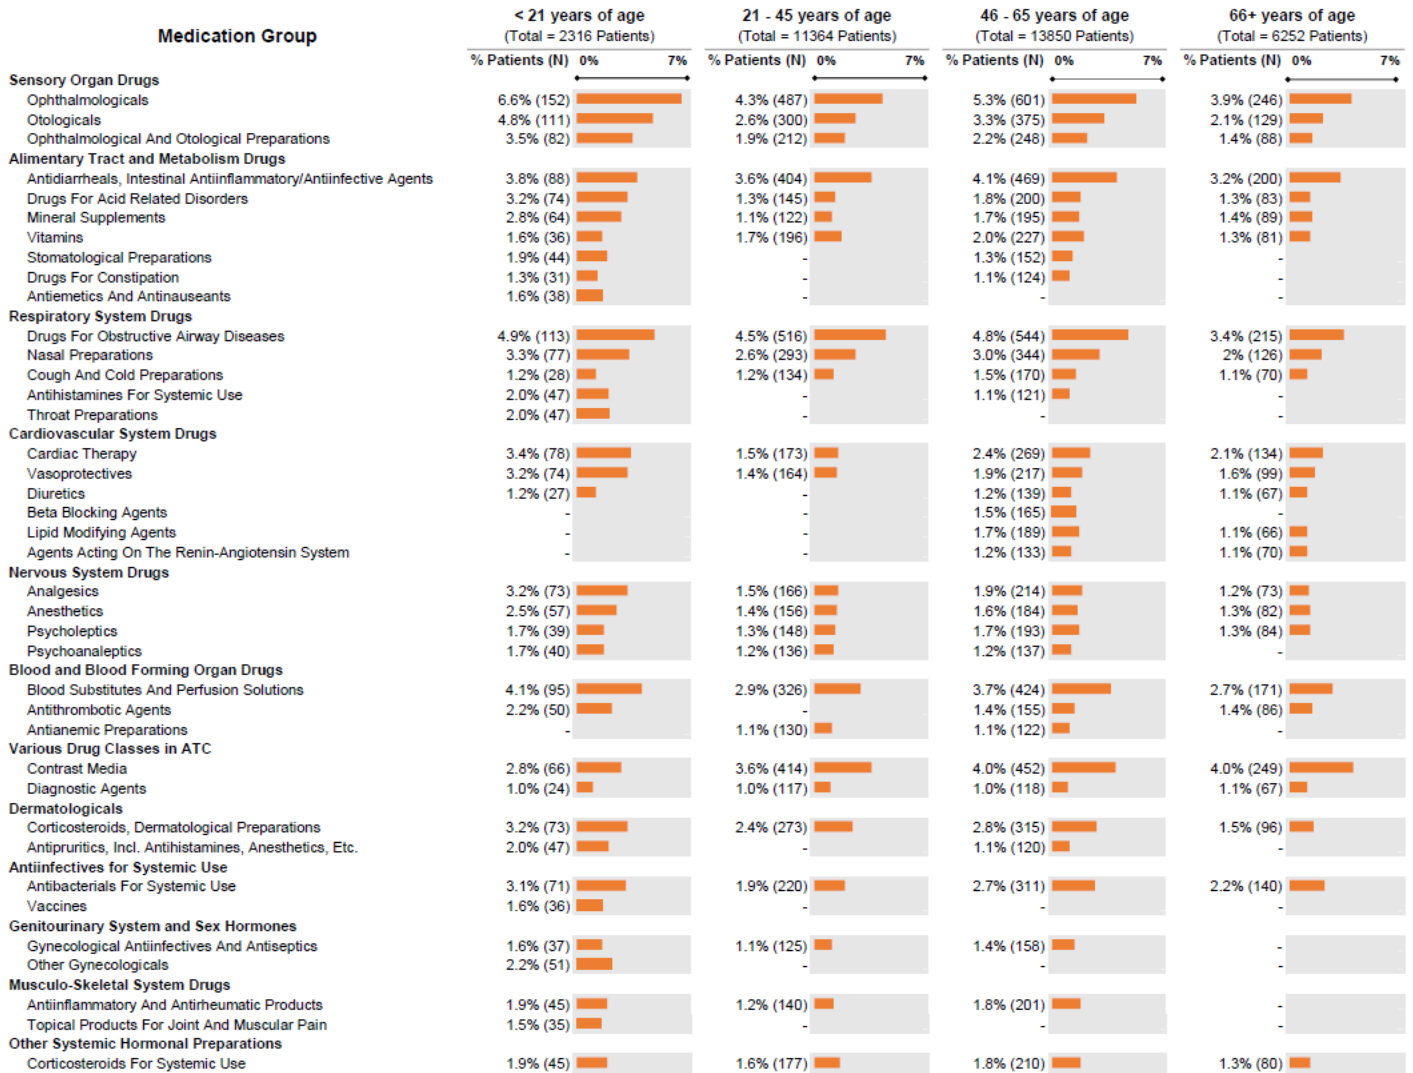 Medication Group < 21 years of age 21 - 45 years of age 46 - 65 years of age 66+ years of age
(Total = 2316 Patients) (Total = 11364 Patients) (Total = 13850 Patients) (Total = 6252 Patients)
% Patients (N) 0% 7% % Patients (N) 0% 7% % Patients (N) 0% 7% % Patients (N) 0% 7%
Sensory Organ Drugs
Ophthalmologicals 6.6% (152) 4.3% (487) 5.3% (601) 3.9% (246)
Otologicals 4.8% (111) 2.6% (300) 3.3% (375) 2.1% (129)
Ophthalmological And Otological Preparations 3.5% (82) 1.9% (212) 2.2% (248) 1.4% (88)
Alimentary Tract and Metabolism Drugs
Antidiarrheals, Intestinal Antiinflammatory/Antiinfective Agents 3.8% (88) 3.6% (404) 4.1% (469) 3.2% (200)
Drugs For Acid Related Disorders 3.2% (74) 1.3% (145) 1.8% (200) 1.3% (83)
Mineral Supplements 2.8% (64) 1.1% (122) 1.7% (195) 1.4% (89)
Vitamins 1.6% (36) 1.7% (196) 2.0% (227) 1.3% (81)
Stomatological Preparations 1.9% (44) - 1.3% (152) -
Drugs For Constipation 1.3% (31) - 1.1% (124) -
Antiemetics And Antinauseants 1.6% (38) - - -
Respiratory System Drugs
Drugs For Obstructive Airway Diseases 4.9% (113) 4.5% (516) 4.8% (544) 3.4% (215)
Nasal Preparations 3.3% (77) 2.6% (293) 3.0% (344) 2% (126)
Cough And Cold Preparations 1.2% (28) 1.2% (134) 1.5% (170) 1.1% (70)
Antihistamines For Systemic Use 2.0% (47) - 1.1% (121) -
Throat Preparations 2.0% (47) - - -
Cardiovascular System Drugs
Cardiac Therapy 3.4% (78) 1.5% (173) 2.4% (269) 2.1% (134)
Vasoprotectives 3.2% (74) 1.4% (164) 1.9% (217) 1.6% (99)
Diuretics 1.2% (27) - 1.2% (139) 1.1% (67)
Beta Blocking Agents - - 1.5% (165) -
Lipid Modifying Agents - - 1.7% (189) 1.1% (66)
Agents Acting On The Renin-Angiotensin System - - 1.2% (133) 1.1% (70)
Nervous System Drugs
Analgesics 3.2% (73) 1.5% (166) 1.9% (214) 1.2% (73)
Anesthetics 2.5% (57) 1.4% (156) 1.6% (184) 1.3% (82)
Psycholeptics 1.7% (39) 1.3% (148) 1.7% (193) 1.3% (84)
Psychoanaleptics 1.7% (40) 1.2% (136) 1.2% (137) -
Blood and Blood Forming Organ Drugs
Blood Substitutes And Perfusion Solutions 4.1% (95) 2.9% (326) 3.7% (424) 2.7% (171)
Antithrombotic Agents 2.2% (50) - 1.4% (155) 1.4% (86)
Antianemic Preparations - 1.1% (130) 1.1% (122) -
Various Drug Classes in ATC
Contrast Media 2.8% (66) 3.6% (414) 4.0% (452) 4.0% (249)
Diagnostic Agents 1.0% (24) 1.0% (117) 1.0% (118) 1.1% (67)
Dermatologicals
Corticosteroids, Dermatological Preparations 3.2% (73) 2.4% (273) 2.8% (315) 1.5% (96)
Antipruritics, Incl. Antihistamines, Anesthetics, Etc. 2.0% (47) - 1.1% (120) -
Antiinfectives for Systemic Use
Antibacterials For Systemic Use 3.1% (71) 1.9% (220) 2.7% (311) 2.2% (140)
Vaccines 1.6% (36) - - -
Genitourinary System and Sex Hormones
Gynecological Antiinfectives And Antiseptics 1.6% (37) 1.1% (125) 1.4% (158) -
Other Gynecologicals 2.2% (51) - - -
Musculo-Skeletal System Drugs
Antiinflammatory And Antirheumatic Products 1.9% (45) 1.2% (140) 1.8% (201) -
Topical Products For Joint And Muscular Pain 1.5% (35) - - -
Other Systemic Hormonal Preparations
Corticosteroids For Systemic Use 1.9% (45) 1.6% (177) 1.8% (210) 1.3% (80)